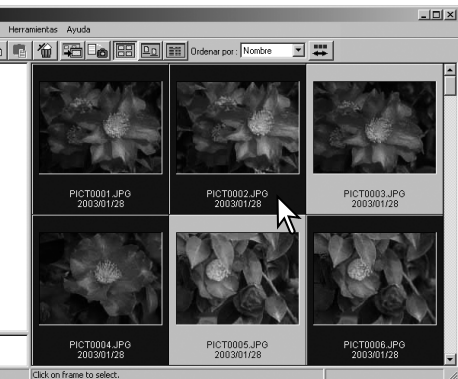 Herramientas Ayuda
Ordenar por: Nombre
PICT0001.JPG
2003/01/28
PICT0002.JPG
2003/01/28
PICT0003.JPG
2003/01/28
PICT0004.JPG
2003/01/28
PICT0005.JPG
2003/01/28
PICT0006.JPG
2003/01/28
Click on frame to select.